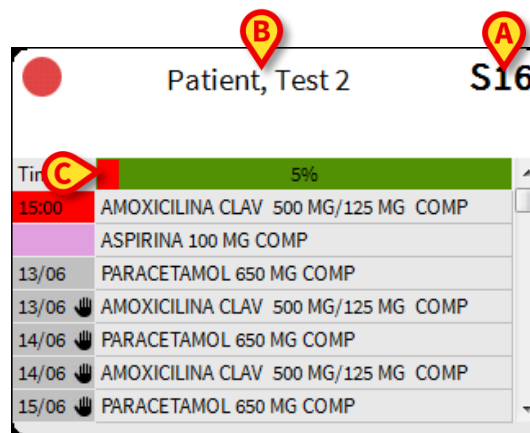 B
A
Patient, Test 2
S16
C
5%
15:00 AMOXICILINA CLAV 500 MG/125 MG COMP
ASPIRINA 100 MG COMP
13/06 PARACETAMOL 650 MG COMP
13/06 AMOXICILINA CLAV 500 MG/125 MG COMP
14/06 PARACETAMOL 650 MG COMP
14/06 AMOXICILINA CLAV 500 MG/125 MG COMP
15/06 PARACETAMOL 650 MG COMP